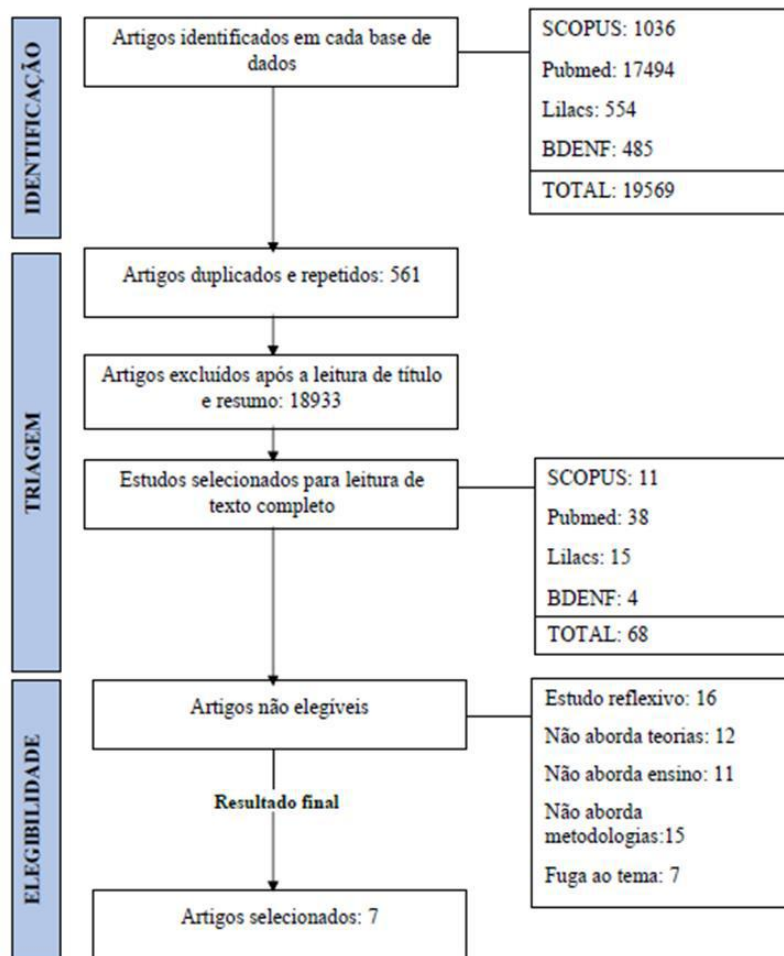 IDENTIFICAÇÃO
Artigos identificados em cada base de
dados
SCOPUS: 1036
Pubmed: 17494
Lilacs: 554
BDENF: 485
TOTAL: 19569
TRIAGEM
Artigos duplicados e repetidos: 561
Artigos excluídos após a leitura de título
e resumo: 18933
Estudos selecionados para leitura de
texto completo
SCOPUS: 11
Pubmed: 38
Lilacs: 15
BDENF: 4
TOTAL: 68
ELEGIBILIDADE
Artigos não elegíveis
Estudo reflexivo: 16
Não aborda teorias: 12
Não aborda ensino: 11
Não aborda
metodologias:15
Fuga ao tema: 7
Resultado final
Artigos selecionados: 7